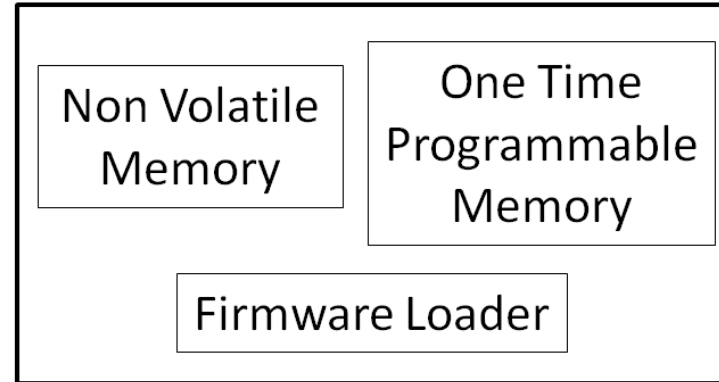 Non Volatile
Memory
One Time
Programmable
Memory
Firmware Loader